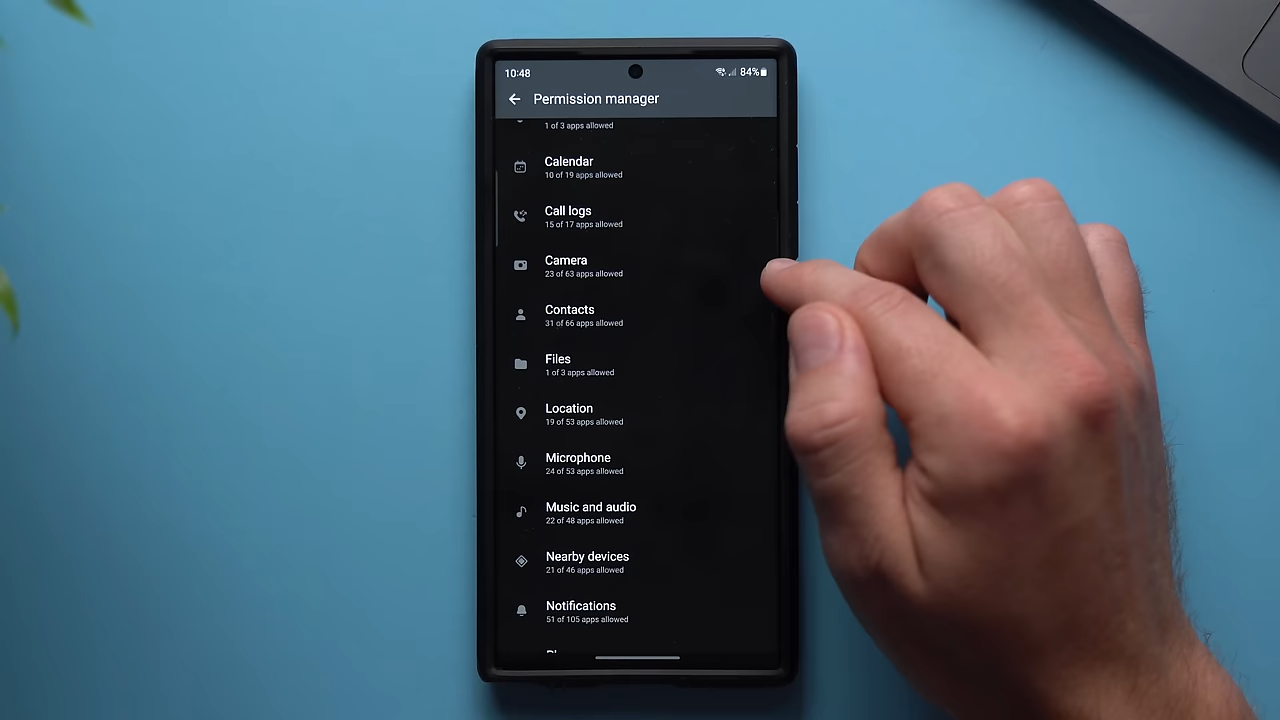 10:48
84%
Permission manager
1 of 3 apps allowed
Calendar
10 of 19 apps allowed
Call logs
15 of 17 apps allowed
Camera
23 of 63 apps allowed
Contacts
31 of 66 apps allowed
Files
1 of 3 apps allowed
Location
19 of 53 apps allowed
Microphone
24 of 53 apps allowed
Music and audio
22 of 48 apps allowed
Nearby devices
21 of 46 apps allowed
Notifications
51 of 105 apps allowed